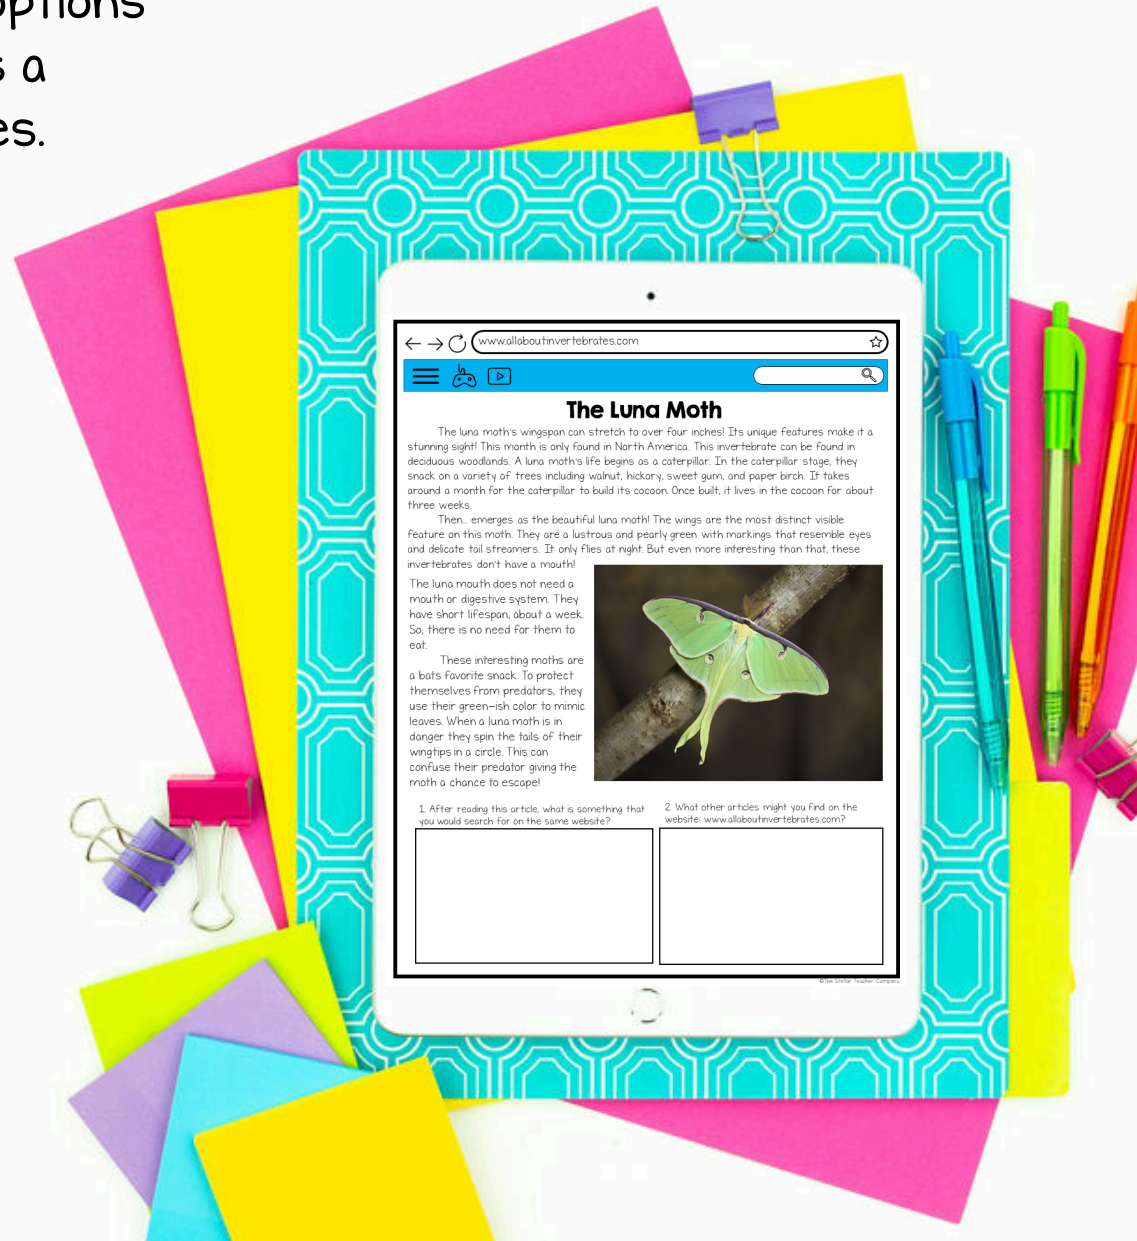 options
s a
es.
www.allaboutinvertebrates.com
The Luna Moth
The luna moth's wingspan can stretch to over four inches! Its unique features make it a
stunning sight! This month is only found in North America. This invertebrate can be found in
deciduous woodlands. A luna moth's life begins as a caterpillar. In the caterpillar stage, they
snack on a variety of trees including walnut, hickory, sweet gum, and paper birch. It takes
around a month for the caterpillar to build its cocoon. Once built, it lives in the cocoon for about
three weeks.
Then... emerges as the beautiful luna moth! The wings are the most distinct visible
feature on this moth. They are a lustrous and pearly green with markings that resemble eyes
and delicate tail streamers. It only flies at night. But even more interesting than that, these
invertebrates don't have a mouth!
The luna mouth does not need a
mouth or digestive system. They
have short lifespan, about a week.
So, there is no need for them to
eat.
These interesting moths are
a bats favorite snack. To protect
themselves from predators, they
use their green-ish color to mimic
leaves. When a luna moth is in
danger they spin the tails of their
wingtips in a circle. This can
confuse their predator giving the
moth a chance to escape!
1. After reading this article, what is something that
you would search for on the same website?
2. What other articles might you find on the
website: www.allaboutinvertebrates.com?
©The Stellar Teacher Company